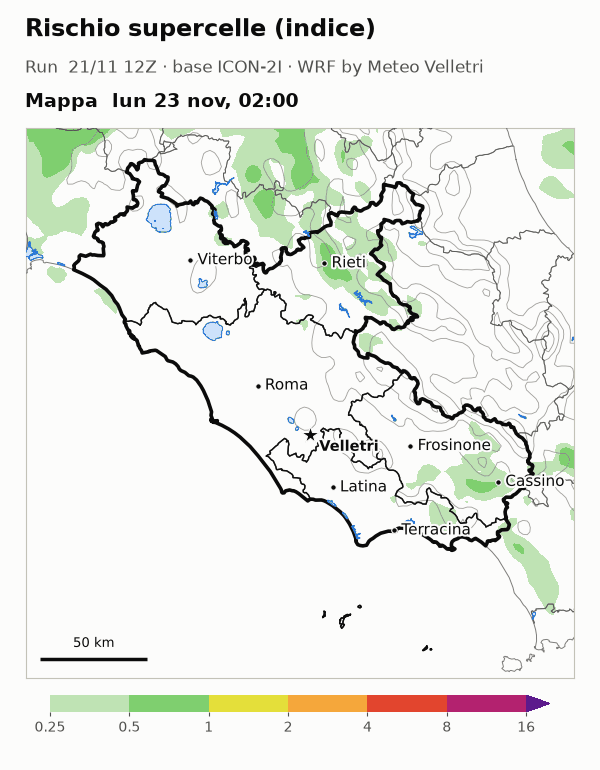 Rischio supercelle (indice)
Run  21/11 12Z · base ICON-2I · WRF by Meteo Velletri
Mappa  lun 23 nov, 02:00
Viterbo
Rieti
Roma
Velletri
Frosinone
Cassino
Latina
Terracina
50 km
0.25 0.5 1 2 4 8 16